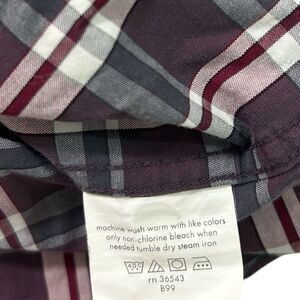 machine wash warm with like colors
only non-chlorine bleach when
needed tumble dry steam iron
rn 36543
B99